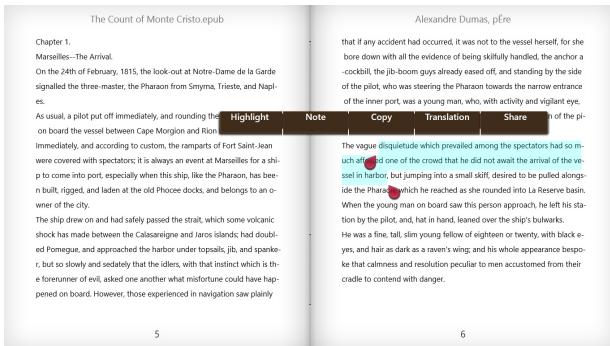 The Count of Monte Cristo.epub
Chapter 1.
Marseilles--The Arrival.
On the 24th of February, 1815, the look-out at Notre-Dame de la Garde
signalled the three-master, the Pharaon from Smyrna, Trieste, and Napl-
es.
As usual, a pilot put off immediately, and rounding the
on board the vessel between Cape Morgion and Rion
Immediately, and according to custom, the ramparts of Fort Saint-Jean
were covered with spectators; it is always an event at Marseilles for a shi-
p to come into port, especially when this ship, like the Pharaon, has bee-
n built, rigged, and laden at the old Phocee docks, and belongs to an o-
wner of the city.
The ship drew on and had safely passed the strait, which some volcanic
shock has made between the Calasareigne and Jaros islands; had doubl-
ed Pomegue, and approached the harbor under topsails, jib, and spanke-
r, but so slowly and sedately that the idlers, with that instinct which is th-
e forerunner of evil, asked one another what misfortune could have hap-
pened on board. However, those experienced in navigation saw plainly
5
Highlight Note Copy Translation Share
Alexandre Dumas, pËre
that if any accident had occurred, it was not to the vessel herself, for she
bore down with all the evidence of being skilfully handled, the anchor a
-cockbill, the jib-boom guys already eased off, and standing by the side
of the pilot, who was steering the Pharaon towards the narrow entrance
of the inner port, was a young man, who, with activity and vigilant eye,
n of the pi-
The vague disquietude which prevailed among the spectators had so m-
uch affected one of the crowd that he did not await the arrival of the ve-
ssel in harbor, but jumping into a small skiff, desired to be pulled alongs-
ide the Pharaon, which he reached as she rounded into La Reserve basin.
When the young man on board saw this person approach, he left his sta-
tion by the pilot, and, hat in hand, leaned over the ship's bulwarks.
He was a fine, tall, slim young fellow of eighteen or twenty, with black e-
yes, and hair as dark as a raven's wing; and his whole appearance bespo-
ke that calmness and resolution peculiar to men accustomed from their
cradle to contend with danger.
6